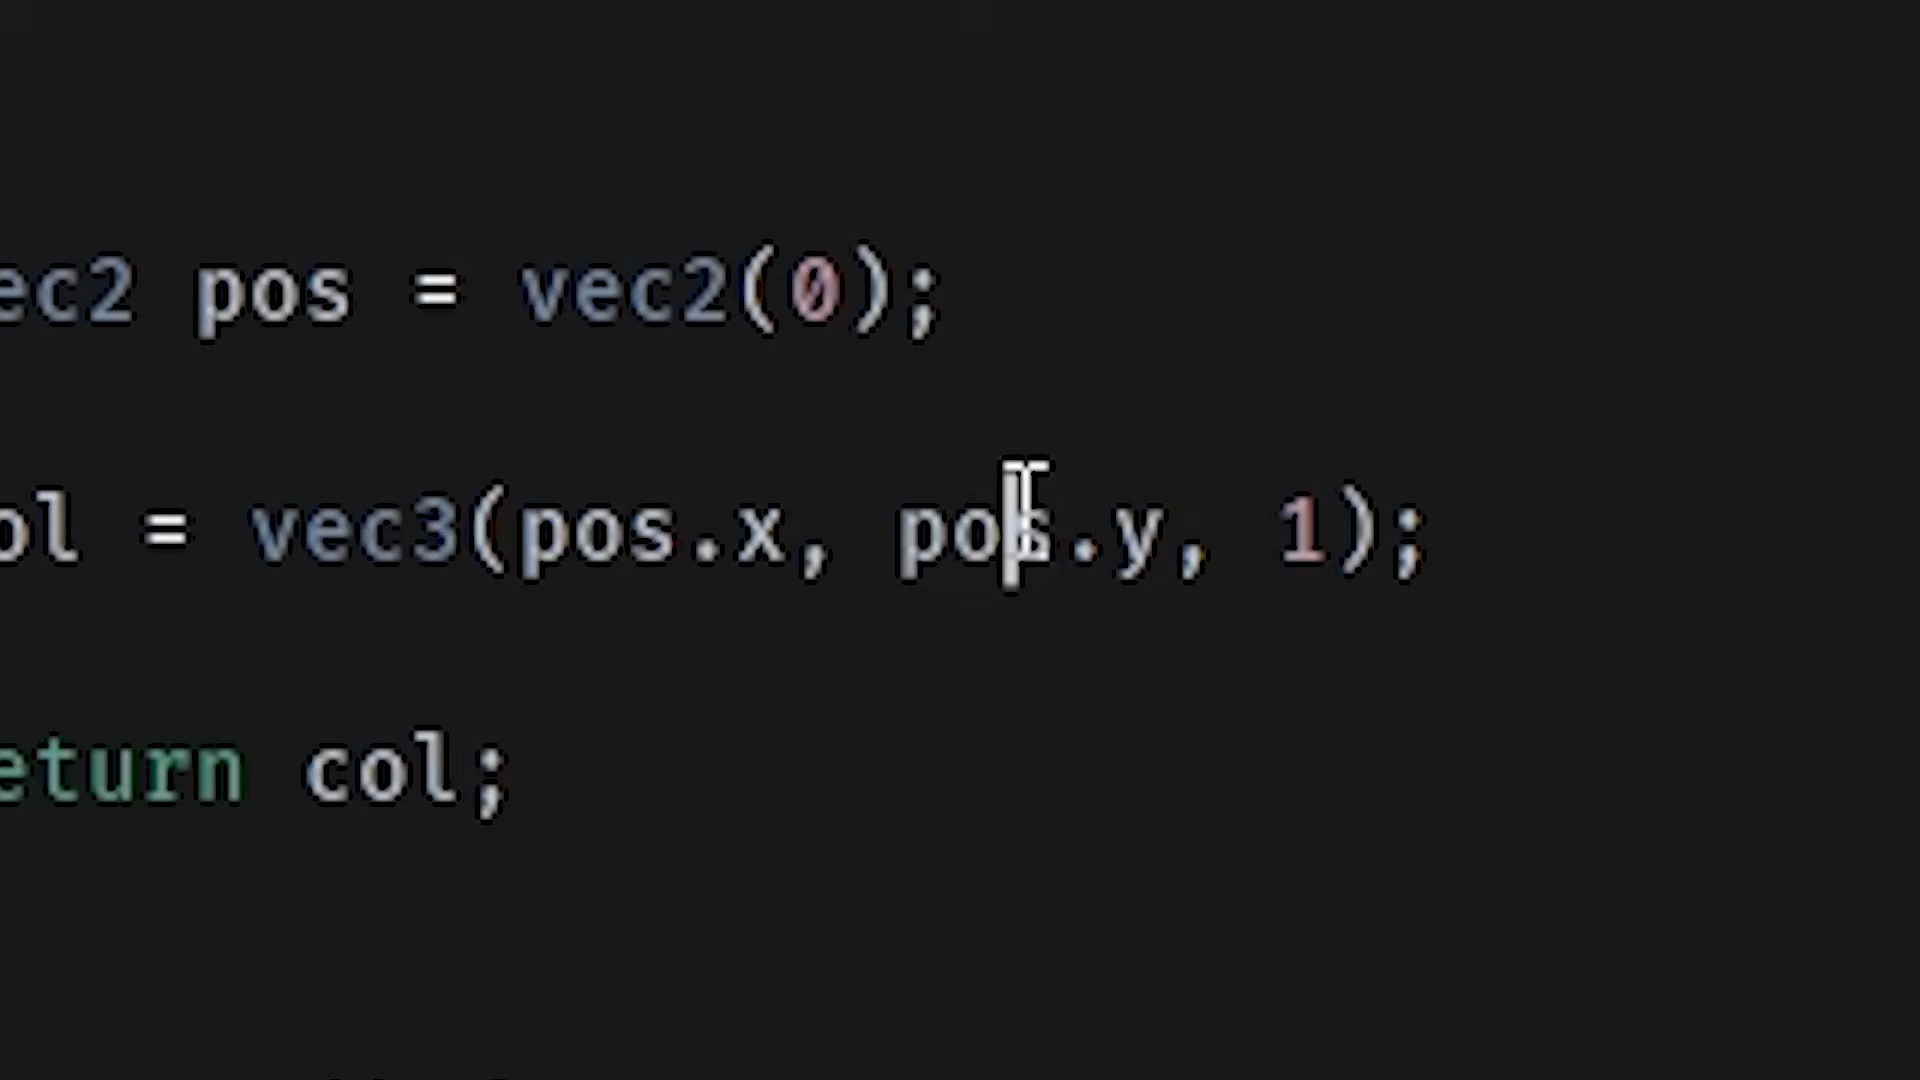 ec2 pos = vec2(0);
ol = vec3(pos.x, pos.y, 1);
eturn col;